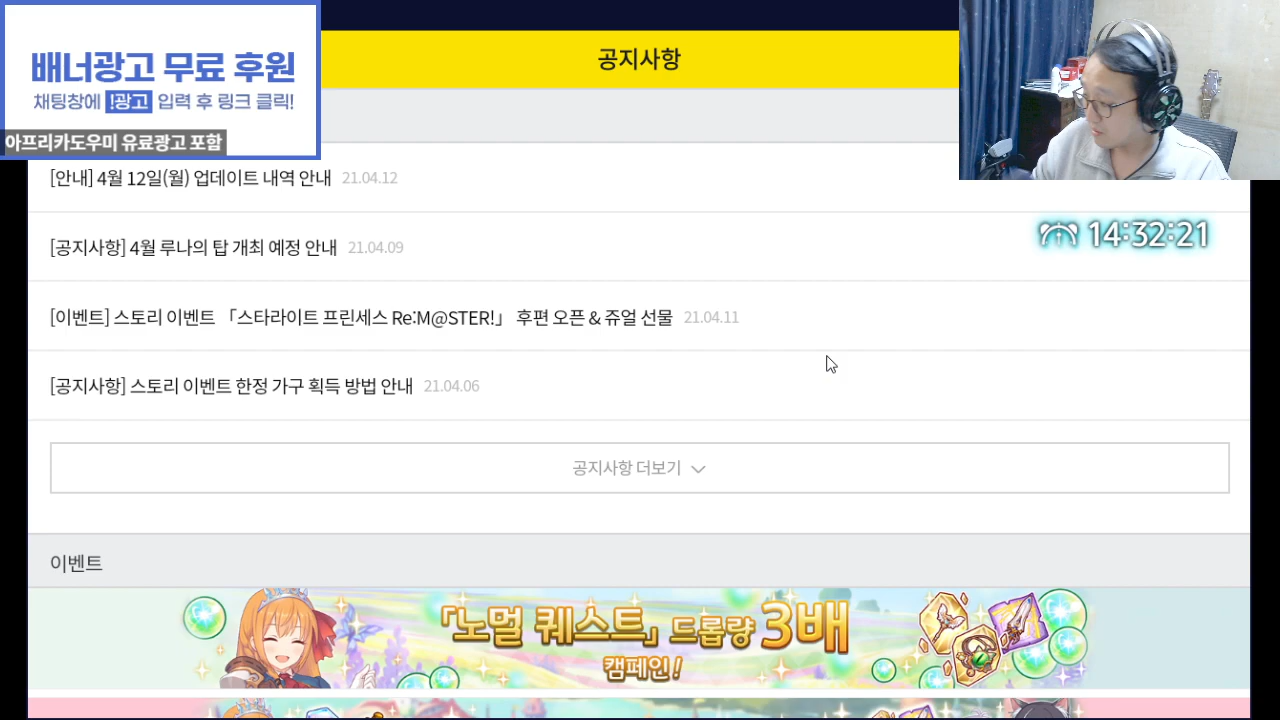 배너광고 무료 후원
채팅창에 !광고 입력 후 링크 클릭!
아프리카도우미 유료광고 포함
공지사항
[안내] 4월 12일(월) 업데이트 내역 안내 21.04.12
14:32:21
[공지사항] 4월 루나의 탑 개최 예정 안내 21.04.09
[이벤트] 스토리 이벤트 「스타라이트 프린세스 Re:M@STER!」 후편 오픈 & 쥬얼 선물 21.04.11
[공지사항] 스토리 이벤트 한정 가구 획득 방법 안내 21.04.06
공지사항 더보기
이벤트
「노멀 퀘스트」 드롭량 3배
캠페인!